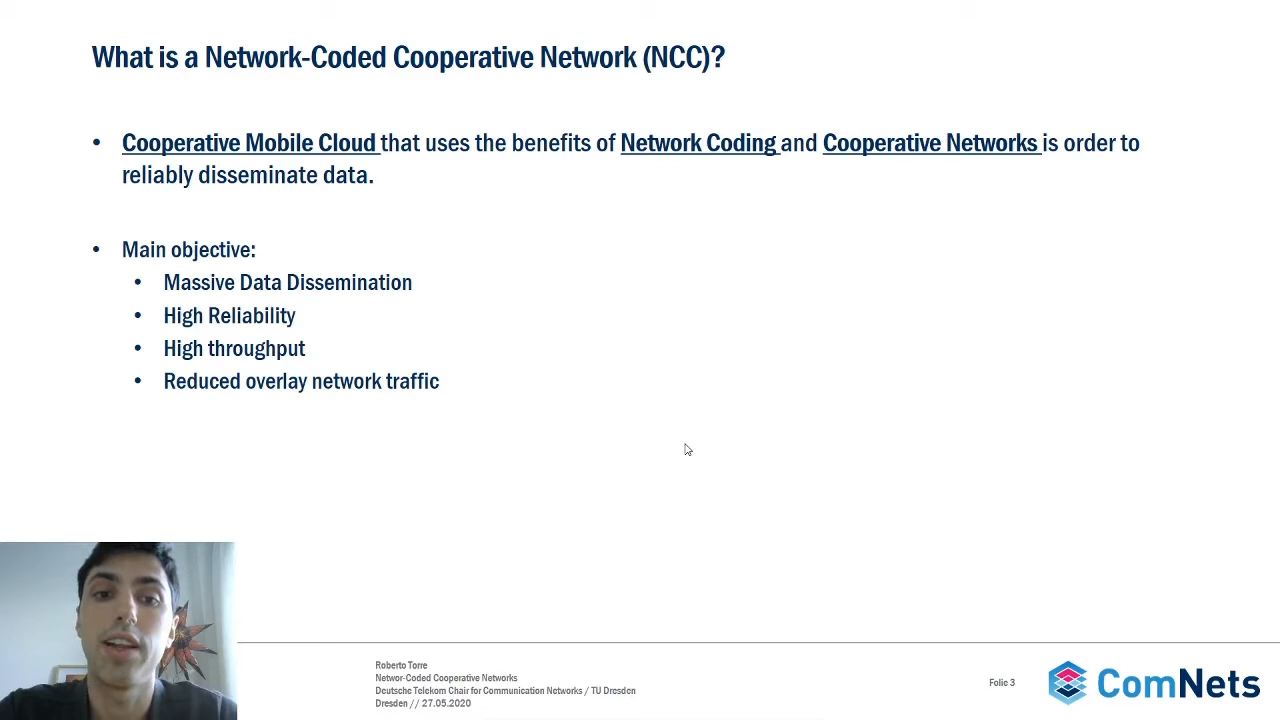 What is a Network-Coded Cooperative Network (NCC)?
• Cooperative Mobile Cloud that uses the benefits of Network Coding and Cooperative Networks is order to
reliably disseminate data.
• Main objective:
• Massive Data Dissemination
• High Reliability
• High throughput
• Reduced overlay network traffic
Roberto Torre
Networ-Coded Cooperative Networks
Deutsche Telekom Chair for Communication Networks / TU Dresden
Dresden // 27.05.2020
Folie 3
ComNets